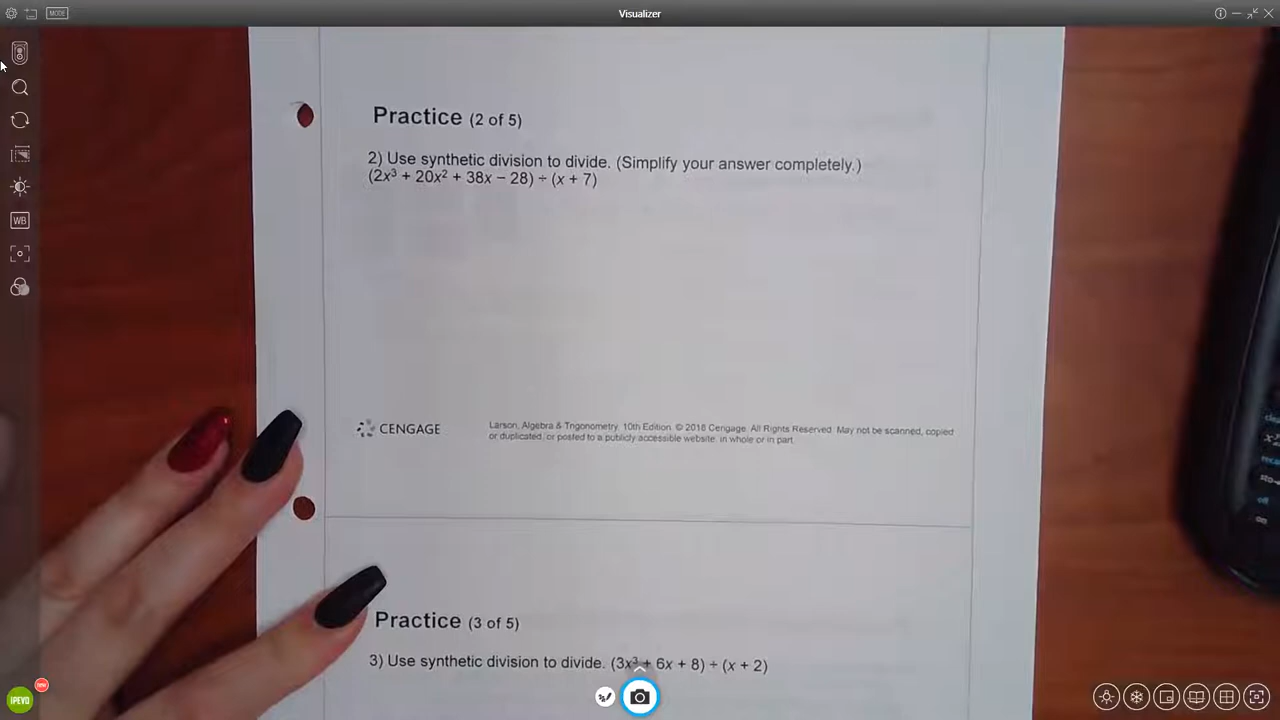 MODE
Visualizer
WB
Practice (2 of 5)
2) Use synthetic division to divide. (Simplify your answer completely.)
(2x³ + 20x² + 38x − 28) ÷ (x + 7)
CENGAGE
Larson, Algebra & Trigonometry, 10th Edition. © 2018 Cengage. All Rights Reserved. May not be scanned, copied
or duplicated, or posted to a publicly accessible website, in whole or in part.
Practice (3 of 5)
3) Use synthetic division to divide. (3x³ + 6x + 8) ÷ (x + 2)
IPEVO